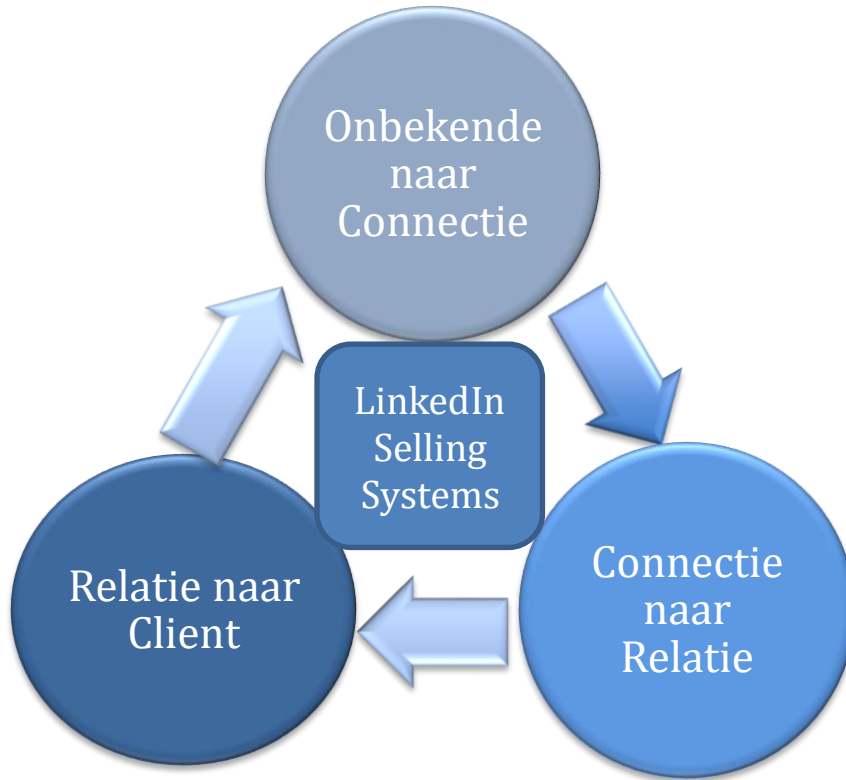 Onbekende
naar
Connectie
LinkedIn
Selling
Systems
Connectie
naar
Relatie
Relatie naar
Client